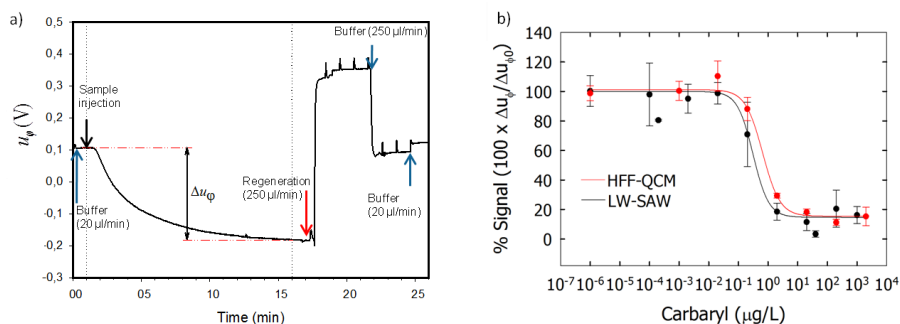 a)
u_φ (V)
0,5
0,4
0,3
0,2
0,1
0,0
-0,1
-0,2
0,3
Sample
injection
Buffer
(20 µl/min)
Δu_φ
Regeneration
(250 µl/min)
Buffer
(250 µl/min)
Buffer
(20 µl/min)
00 05 10 15 20 25
Time (min)
b)
% Signal (100 x Δu_ϕ/Δu_ϕ0)
140
120
100
80
60
40
20
0
HFF-QCM
LW-SAW
10⁻⁷ 10⁻⁶ 10⁻⁵ 10⁻⁴ 10⁻³ 10⁻² 10⁻¹ 10⁰ 10¹ 10² 10³ 10⁴
Carbaryl (µg/L)